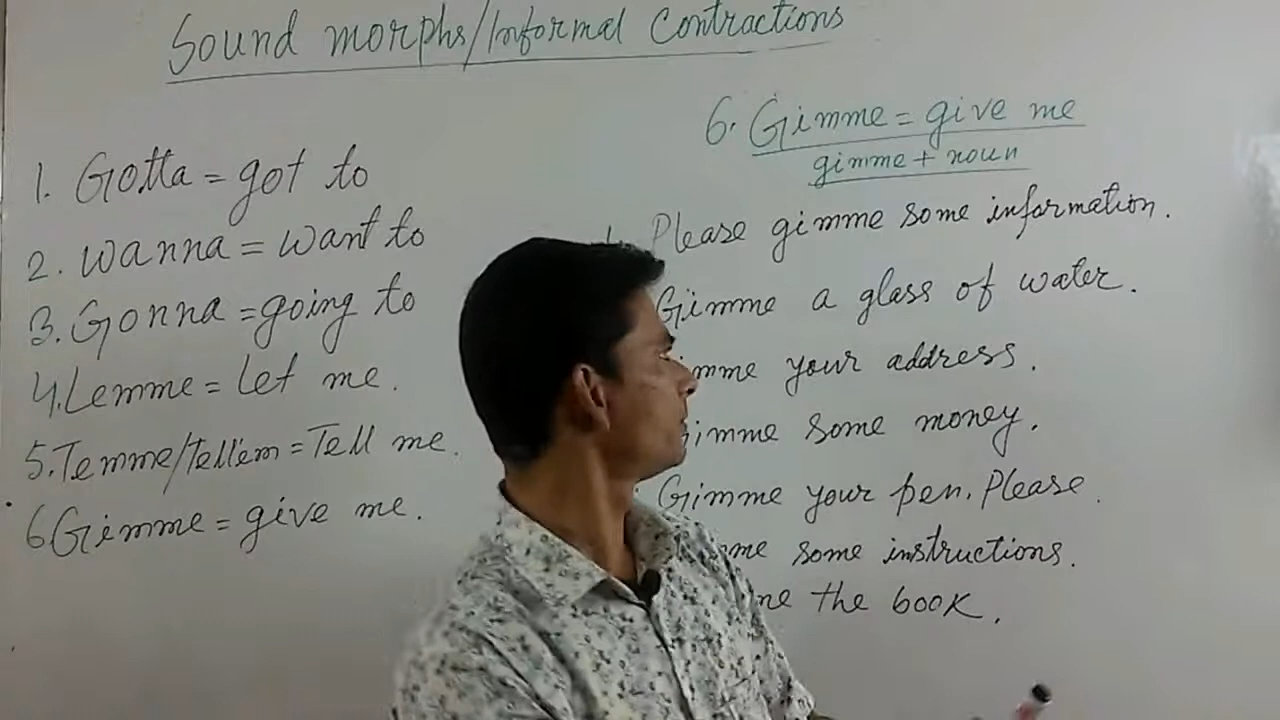 Sound morphs/Informal Contractions
1. Gotta = got to
2. Wanna = want to
3. Gonna = going to
4. Lemme = Let me.
5. Temme/Tellem = Tell me.
6 Gimme = give me.
6. Gimme = give me
gimme + noun
Please gimme some information.
Gimme a glass of water.
your address.
some money.
Gimme your pen, Please.
some instructions.
the book.